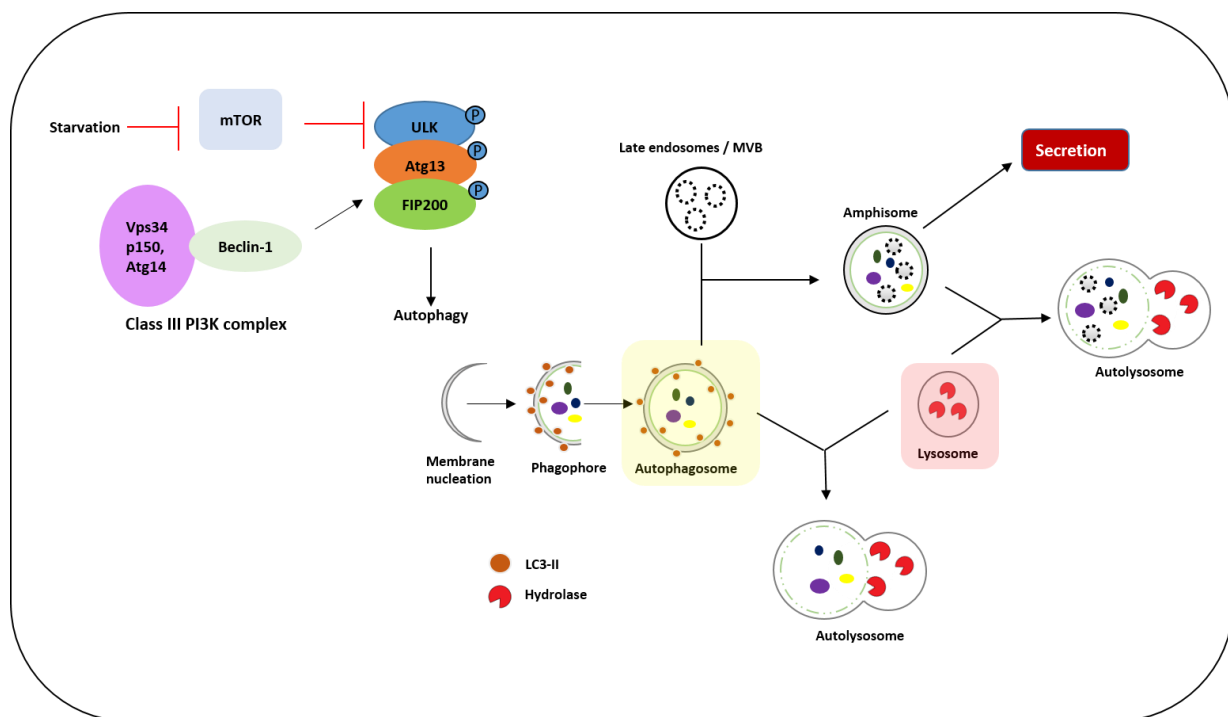 Starvation
mTOR
ULK
P
Atg13
P
FIP200
P
Vps34
p150,
Atg14
Beclin-1
Class III PI3K complex
Autophagy
Late endosomes / MVB
Secretion
Amphisome
Autolysosome
Membrane
nucleation
Phagophore
Autophagosome
Lysosome
LC3-II
Hydrolase
Autolysosome